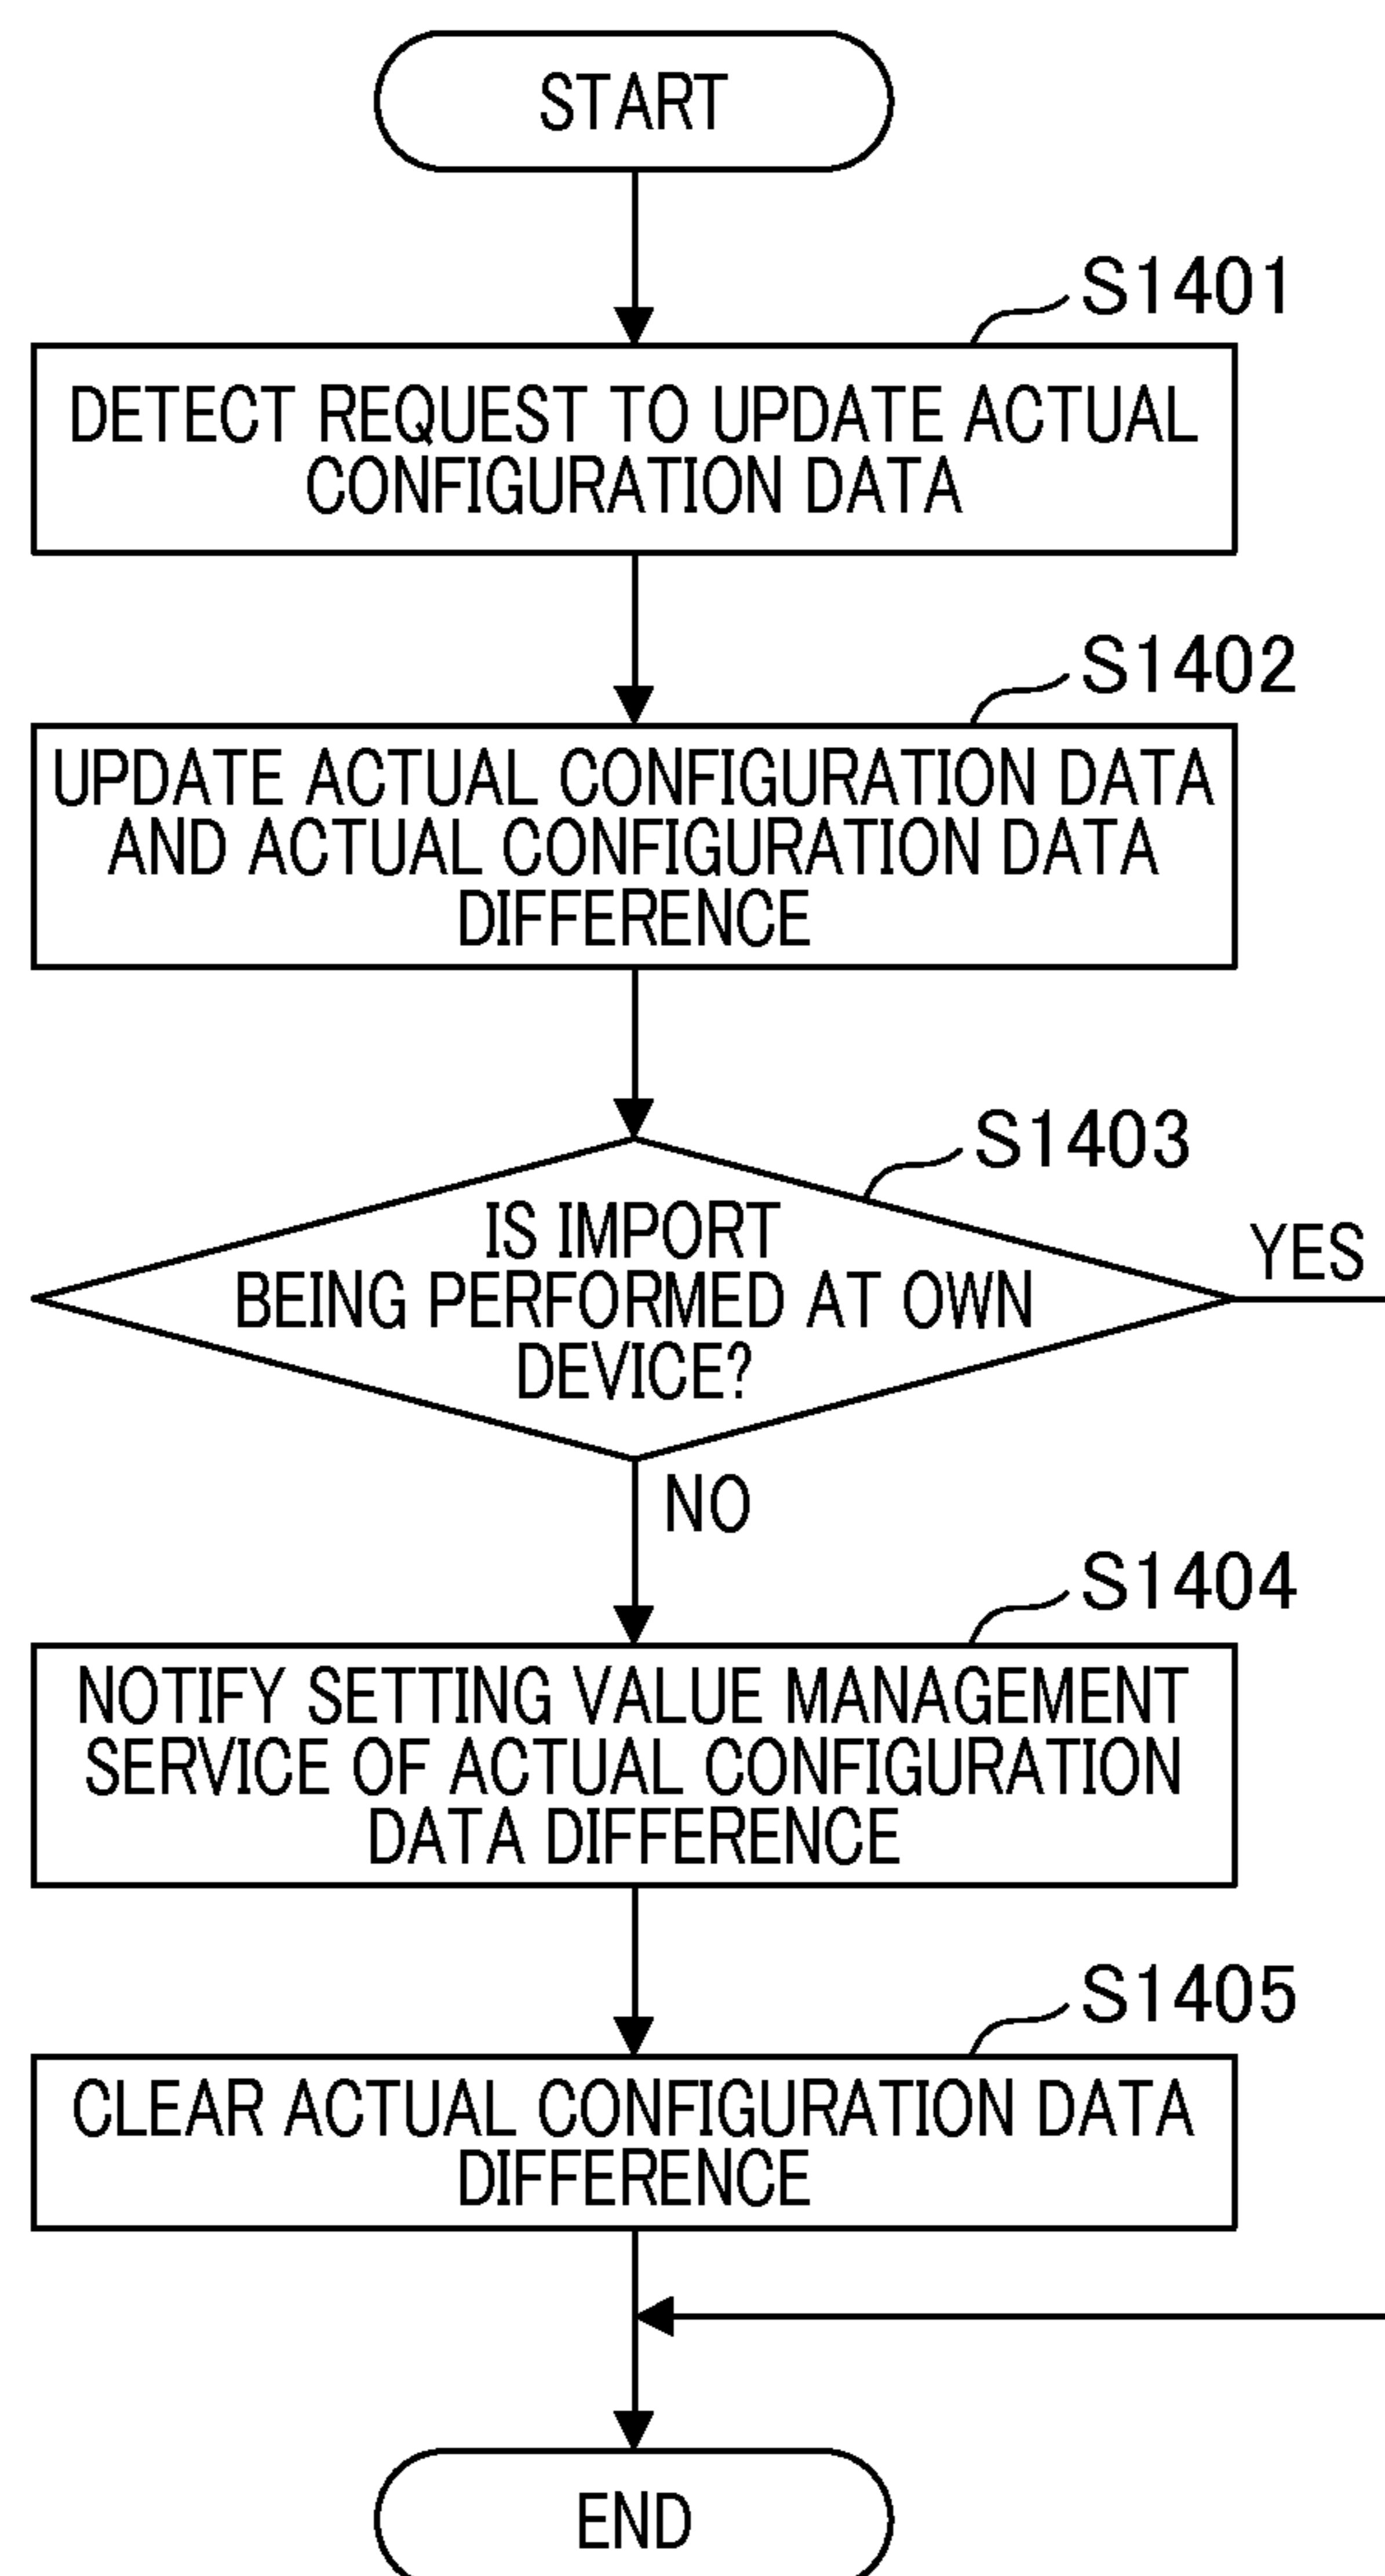 START
S1401
DETECT REQUEST TO UPDATE ACTUAL
CONFIGURATION DATA
S1402
UPDATE ACTUAL CONFIGURATION DATA
AND ACTUAL CONFIGURATION DATA
DIFFERENCE
S1403
IS IMPORT
BEING PERFORMED AT OWN
DEVICE?
YES
NO
S1404
NOTIFY SETTING VALUE MANAGEMENT
SERVICE OF ACTUAL CONFIGURATION
DATA DIFFERENCE
S1405
CLEAR ACTUAL CONFIGURATION DATA
DIFFERENCE
END